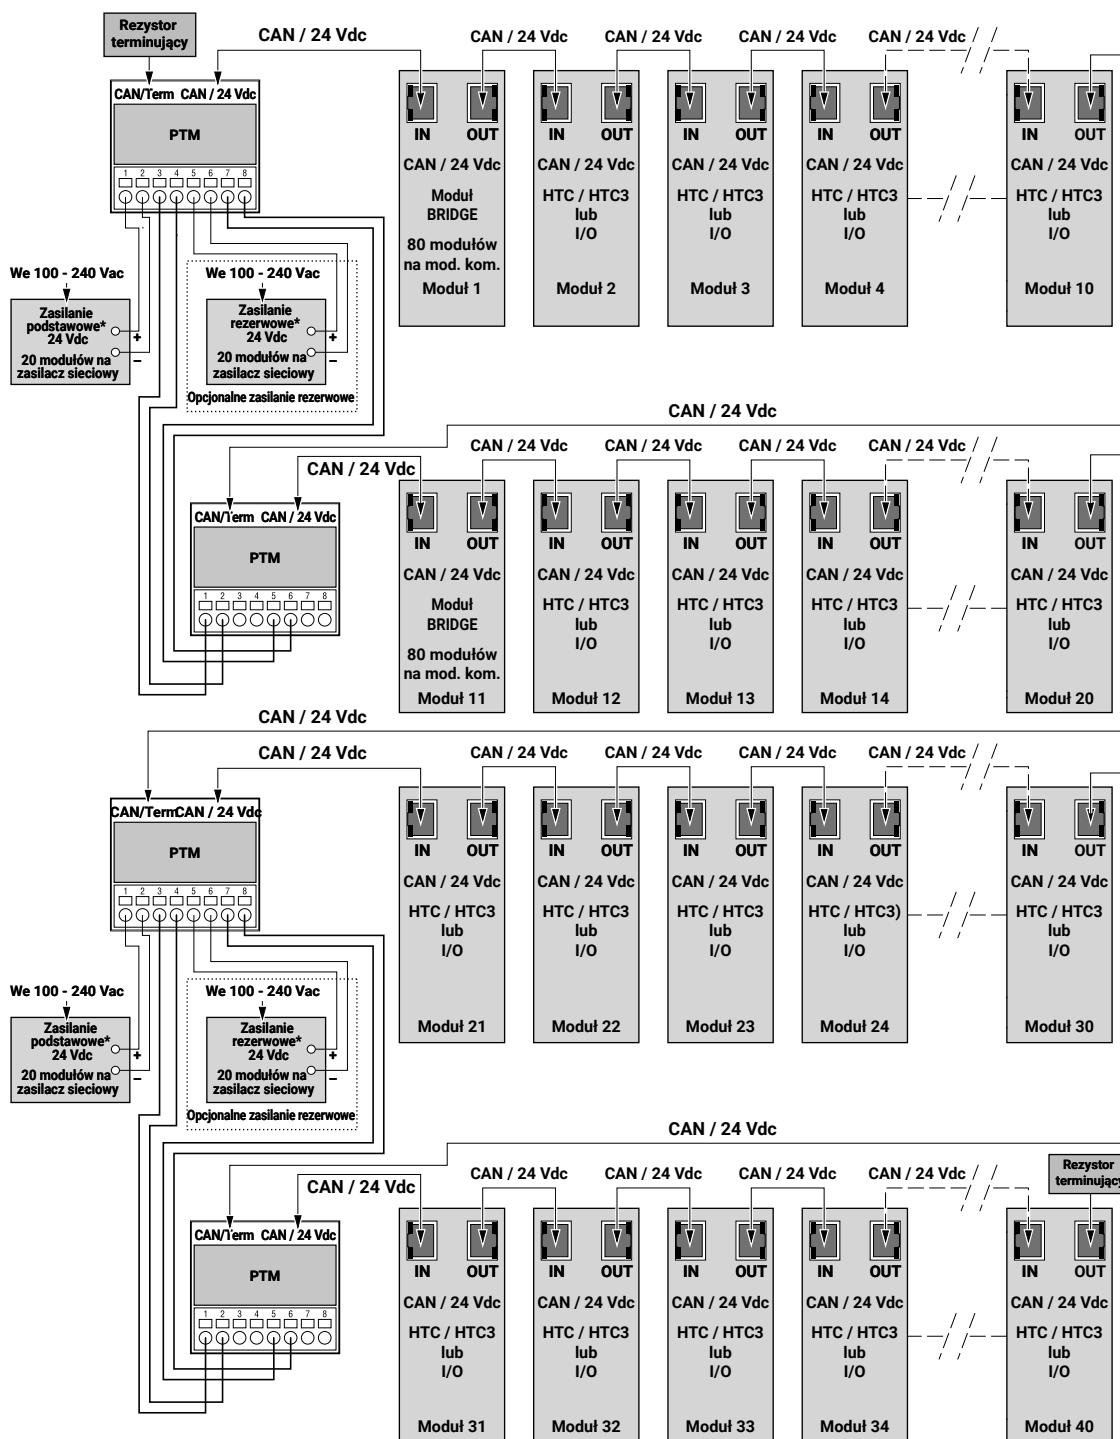 Rezystor
terminujący
CAN / 24 Vdc
CAN / 24 Vdc
CAN / 24 Vdc
CAN / 24 Vdc
CAN / 24 Vdc
CAN/Term CAN / 24 Vdc
PTM
1 2 3 4 5 6 7 8
IN OUT
IN OUT
IN OUT
IN OUT
IN OUT
CAN / 24 Vdc
Moduł
BRIDGE
80 modułów
na mod. kom.
Moduł 1
CAN / 24 Vdc
HTC / HTC3
lub
I/O
Moduł 2
CAN / 24 Vdc
HTC / HTC3
lub
I/O
Moduł 3
CAN / 24 Vdc
HTC / HTC3
lub
I/O
Moduł 4
CAN / 24 Vdc
HTC / HTC3
lub
I/O
Moduł 10
We 100 - 240 Vac
Zasilanie
podstawowe*
24 Vdc
20 modułów na
zasilacz sieciowy
+
–
We 100 - 240 Vac
Zasilanie
rezerwowe*
24 Vdc
20 modułów na
zasilacz sieciowy
+
–
Opcjonalne zasilanie rezerwowe
CAN / 24 Vdc
CAN / 24 Vdc
CAN / 24 Vdc
CAN / 24 Vdc
CAN / 24 Vdc
CAN / 24 Vdc
CAN/Term CAN / 24 Vdc
PTM
1 2 3 4 5 6 7 8
IN OUT
IN OUT
IN OUT
IN OUT
IN OUT
CAN / 24 Vdc
Moduł
BRIDGE
80 modułów
na mod. kom.
Moduł 11
CAN / 24 Vdc
HTC / HTC3
lub
I/O
Moduł 12
CAN / 24 Vdc
HTC / HTC3
lub
I/O
Moduł 13
CAN / 24 Vdc
HTC / HTC3
lub
I/O
Moduł 14
CAN / 24 Vdc
HTC / HTC3
lub
I/O
Moduł 20
CAN / 24 Vdc
CAN / 24 Vdc
CAN / 24 Vdc
CAN / 24 Vdc
CAN / 24 Vdc
CAN / 24 Vdc
CAN/Term CAN / 24 Vdc
PTM
1 2 3 4 5 6 7 8
IN OUT
IN OUT
IN OUT
IN OUT
IN OUT
CAN / 24 Vdc
HTC / HTC3
lub
I/O
Moduł 21
CAN / 24 Vdc
HTC / HTC3
lub
I/O
Moduł 22
CAN / 24 Vdc
HTC / HTC3
lub
I/O
Moduł 23
CAN / 24 Vdc
HTC / HTC3)
lub
I/O
Moduł 24
CAN / 24 Vdc
HTC / HTC3
lub
I/O
Moduł 30
We 100 - 240 Vac
Zasilanie
podstawowe*
24 Vdc
20 modułów na
zasilacz sieciowy
+
–
We 100 - 240 Vac
Zasilanie
rezerwowe*
24 Vdc
20 modułów na
zasilacz sieciowy
+
–
Opcjonalne zasilanie rezerwowe
CAN / 24 Vdc
CAN / 24 Vdc
CAN / 24 Vdc
CAN / 24 Vdc
CAN / 24 Vdc
CAN / 24 Vdc
Rezystor
terminujący
CAN/Term CAN / 24 Vdc
PTM
1 2 3 4 5 6 7 8
IN OUT
IN OUT
IN OUT
IN OUT
IN OUT
CAN / 24 Vdc
HTC / HTC3
lub
I/O
Moduł 31
CAN / 24 Vdc
HTC / HTC3
lub
I/O
Moduł 32
CAN / 24 Vdc
HTC / HTC3
lub
I/O
Moduł 33
CAN / 24 Vdc
HTC / HTC3
lub
I/O
Moduł 34
CAN / 24 Vdc
HTC / HTC3
lub
I/O
Moduł 40